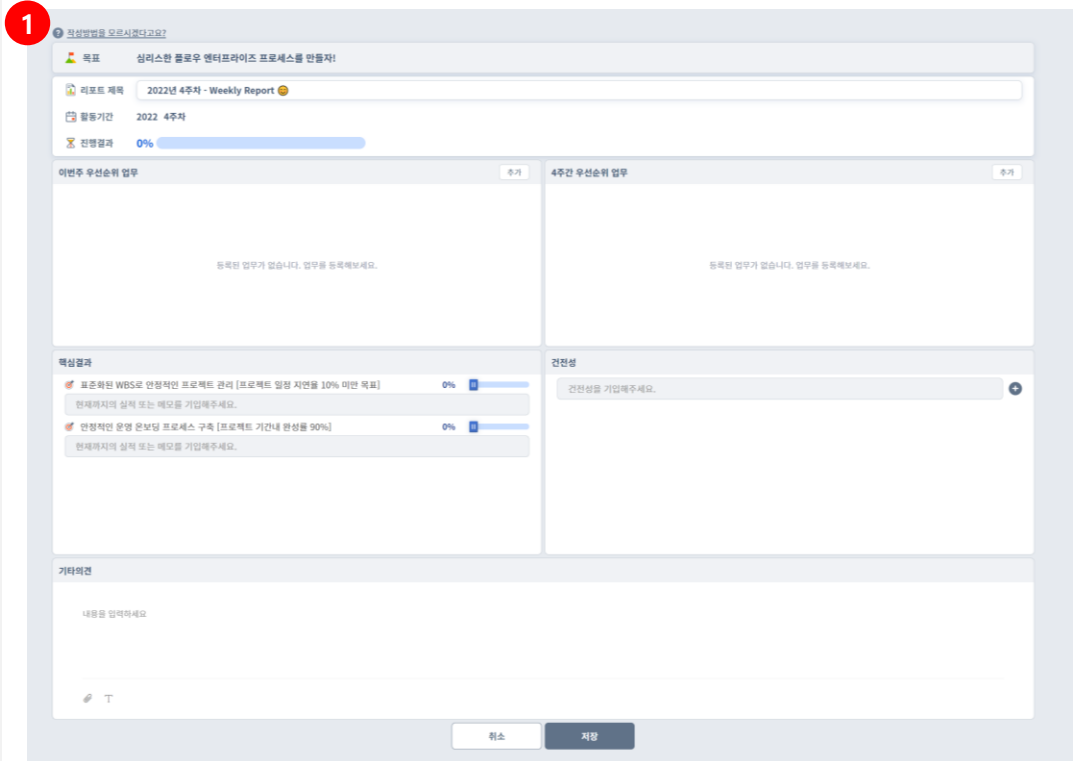 1
작성방법을 모르시겠다고요?
목표 심리스한 플로우 엔터프라이즈 프로세스를 만들자!
리포트 제목 2022년 4주차 - Weekly Report 😄
활동기간 2022 4주차
진행결과 0%
이번주 우선순위 업무 추가
4주간 우선순위 업무 추가
등록된 업무가 없습니다. 업무를 등록해보세요.
등록된 업무가 없습니다. 업무를 등록해보세요.
핵심결과
표준화된 WBS로 안정적인 프로젝트 관리 [프로젝트 일정 지연율 10% 미만 목표] 0%
현재까지의 실적 또는 메모를 기입해주세요.
안정적인 운영 온보딩 프로세스 구축 [프로젝트 기간내 완성율 90%] 0%
현재까지의 실적 또는 메모를 기입해주세요.
건전성
건전성을 기입해주세요.
기타의견
내용을 입력하세요
취소 저장